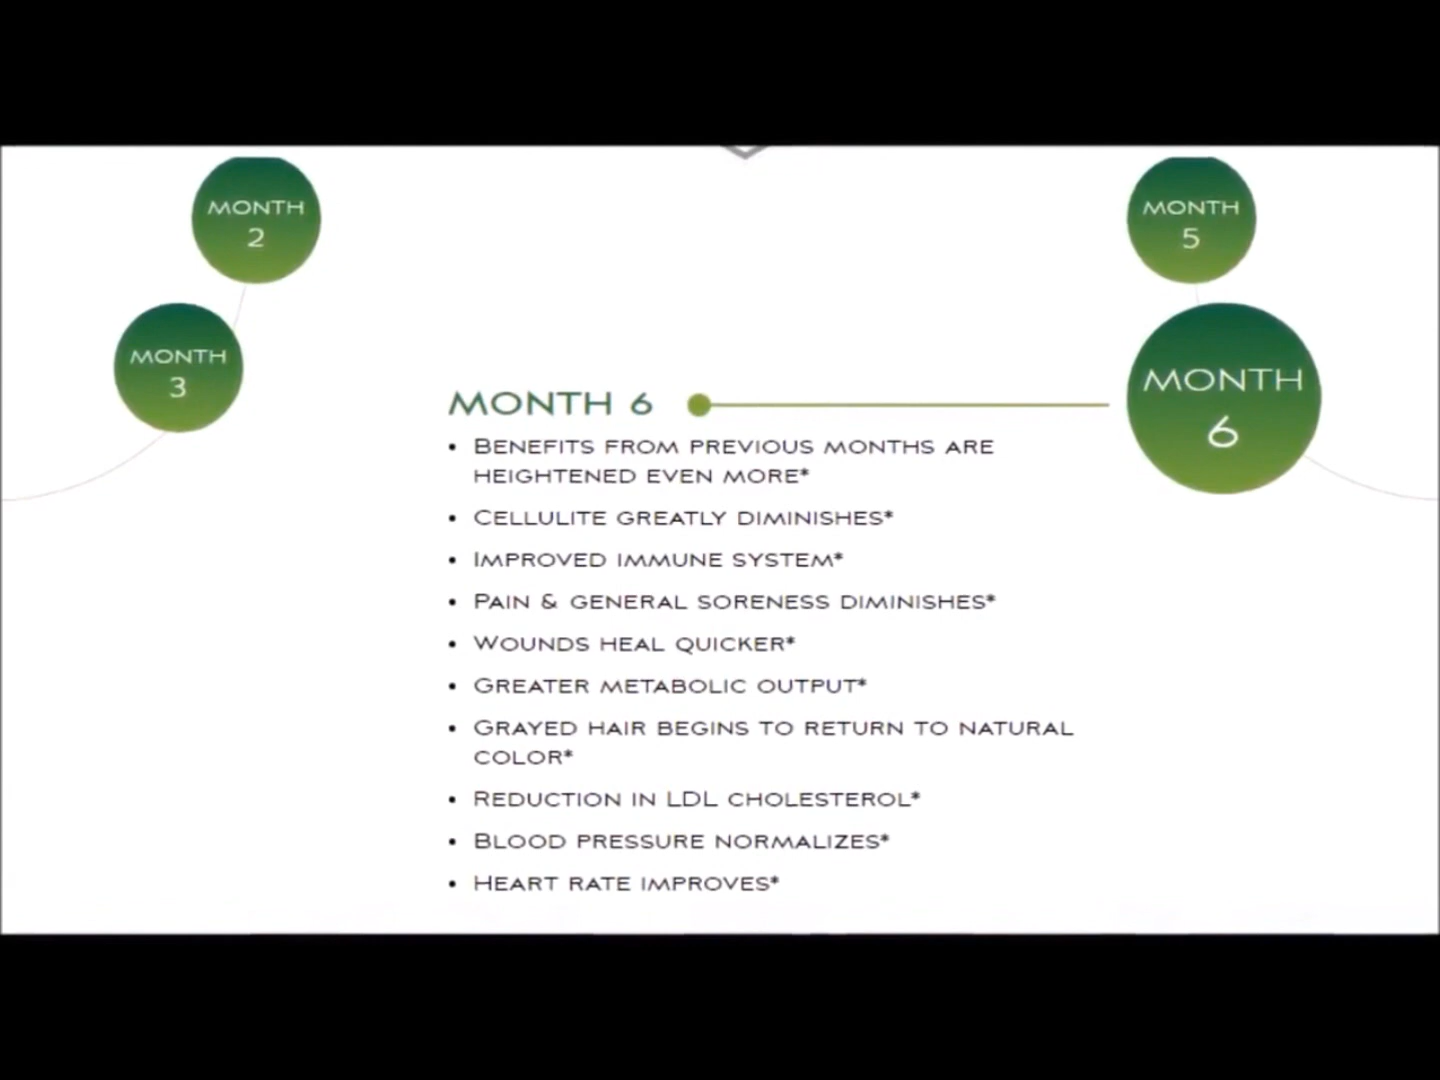 MONTH
2
MONTH
3
MONTH
5
MONTH
6
MONTH 6
• BENEFITS FROM PREVIOUS MONTHS ARE
HEIGHTENED EVEN MORE*
• CELLULITE GREATLY DIMINISHES*
• IMPROVED IMMUNE SYSTEM*
• PAIN & GENERAL SORENESS DIMINISHES*
• WOUNDS HEAL QUICKER*
• GREATER METABOLIC OUTPUT*
• GRAYED HAIR BEGINS TO RETURN TO NATURAL
COLOR*
• REDUCTION IN LDL CHOLESTEROL*
• BLOOD PRESSURE NORMALIZES*
• HEART RATE IMPROVES*